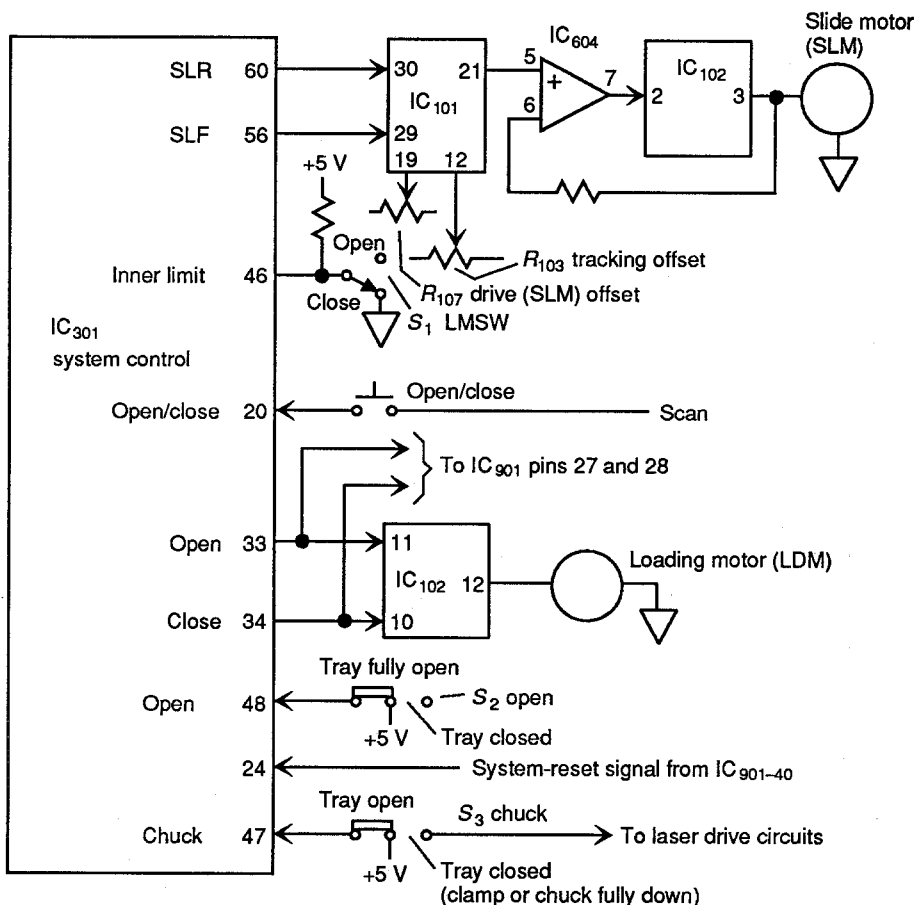 Slide motor
(SLM)
IC604
SLR 60
30
21
5
7
IC102
+
2
3
IC101
6
SLF 56
29
19 12
+5 V
Open
R103 tracking offset
Inner limit 46
R107 drive (SLM) offset
Close
S1 LMSW
IC301
system control
Open/close
Open/close 20
Scan
To IC901 pins 27 and 28
Open 33
11
Loading motor (LDM)
IC102
12
Close 34
10
Tray fully open
S2 open
Open 48
+5 V
Tray closed
24
System-reset signal from IC901–40
Tray open
S3 chuck
Chuck 47
To laser drive circuits
+5 V
Tray closed
(clamp or chuck fully down)